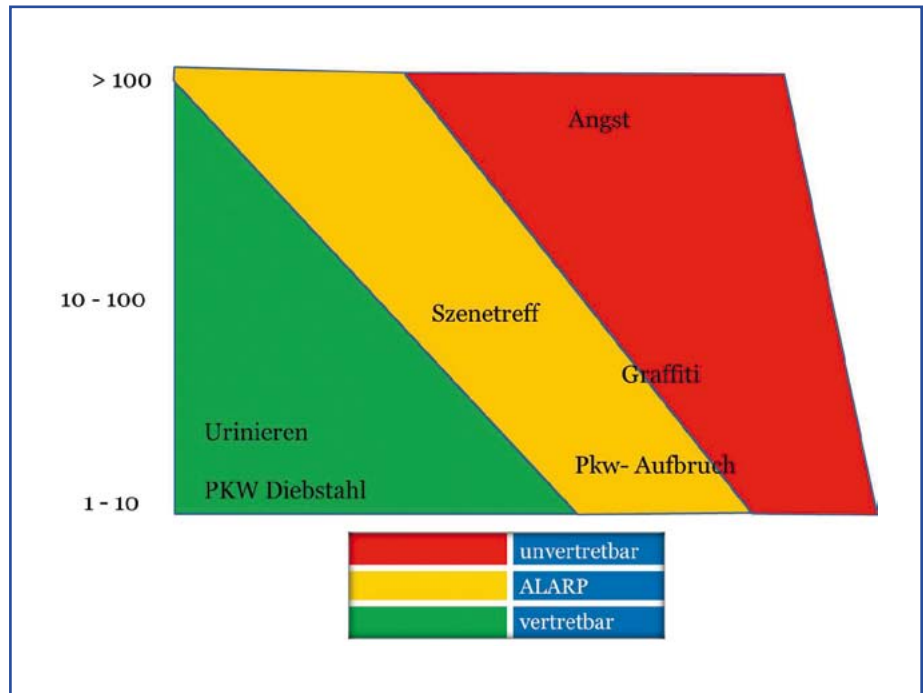 > 100
Angst
10 - 100
Szenetreff
Graffiti
Urinieren
Pkw- Aufbruch
PKW Diebstahl
1 - 10
unvertretbar
ALARP
vertretbar